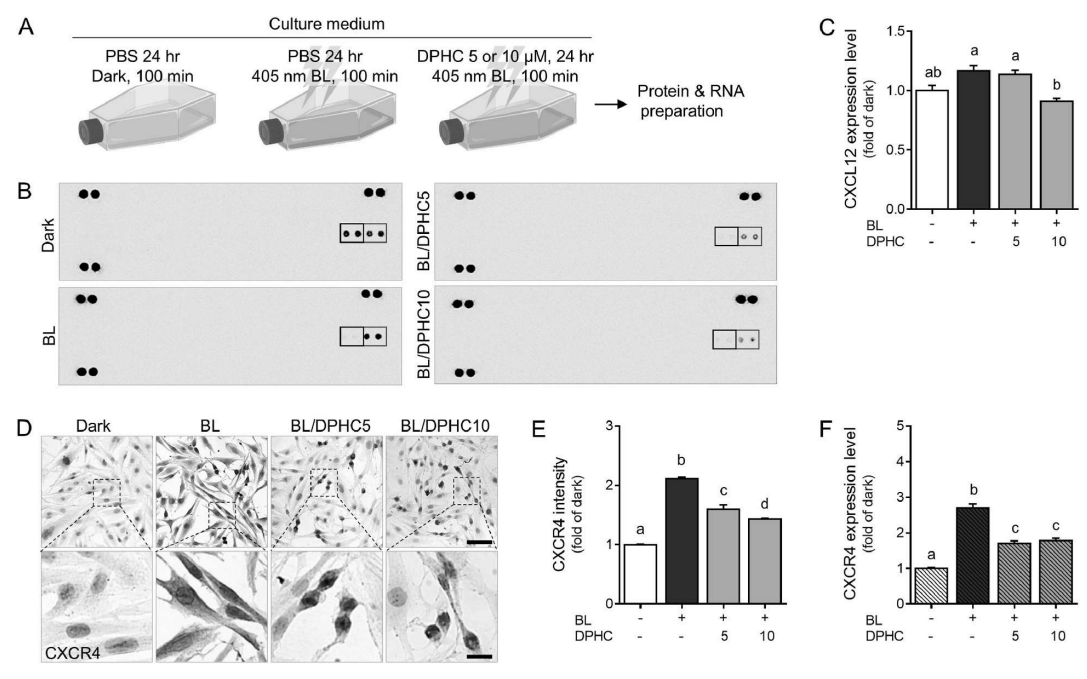 A
Culture medium
PBS 24 hr
Dark, 100 min
PBS 24 hr
405 nm BL, 100 min
DPHC 5 or 10 µM, 24 hr
405 nm BL, 100 min
Protein & RNA
preparation
B
Dark
BL
BL/DPHC5
BL/DPHC10
C
CXCL12 expression level
(fold of dark)
1.5
1.0
0.5
0.0
ab
a
a
b
BL - + + +
DPHC - - 5 10
D
Dark
BL
BL/DPHC5
BL/DPHC10
CXCR4
E
CXCR4 intensity
(fold of dark)
3
2
1
0
a
b
c
d
BL - + + +
DPHC - - 5 10
F
CXCR4 expression level
(fold of dark)
5
4
3
2
1
0
a
b
c
c
BL - + + +
DPHC - - 5 10